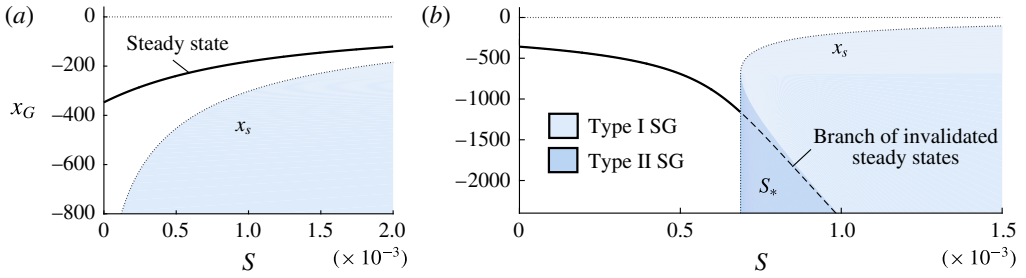 (a)
0
−200
−400
−600
−800
x_G
Steady state
x_s
0
0.5
1.0
1.5
2.0
(× 10⁻³)
S
(b)
0
−500
−1000
−1500
−2000
x_s
Type I SG
Type II SG
Branch of invalidated
steady states
S_*
0
0.5
1.0
1.5
(× 10⁻³)
S